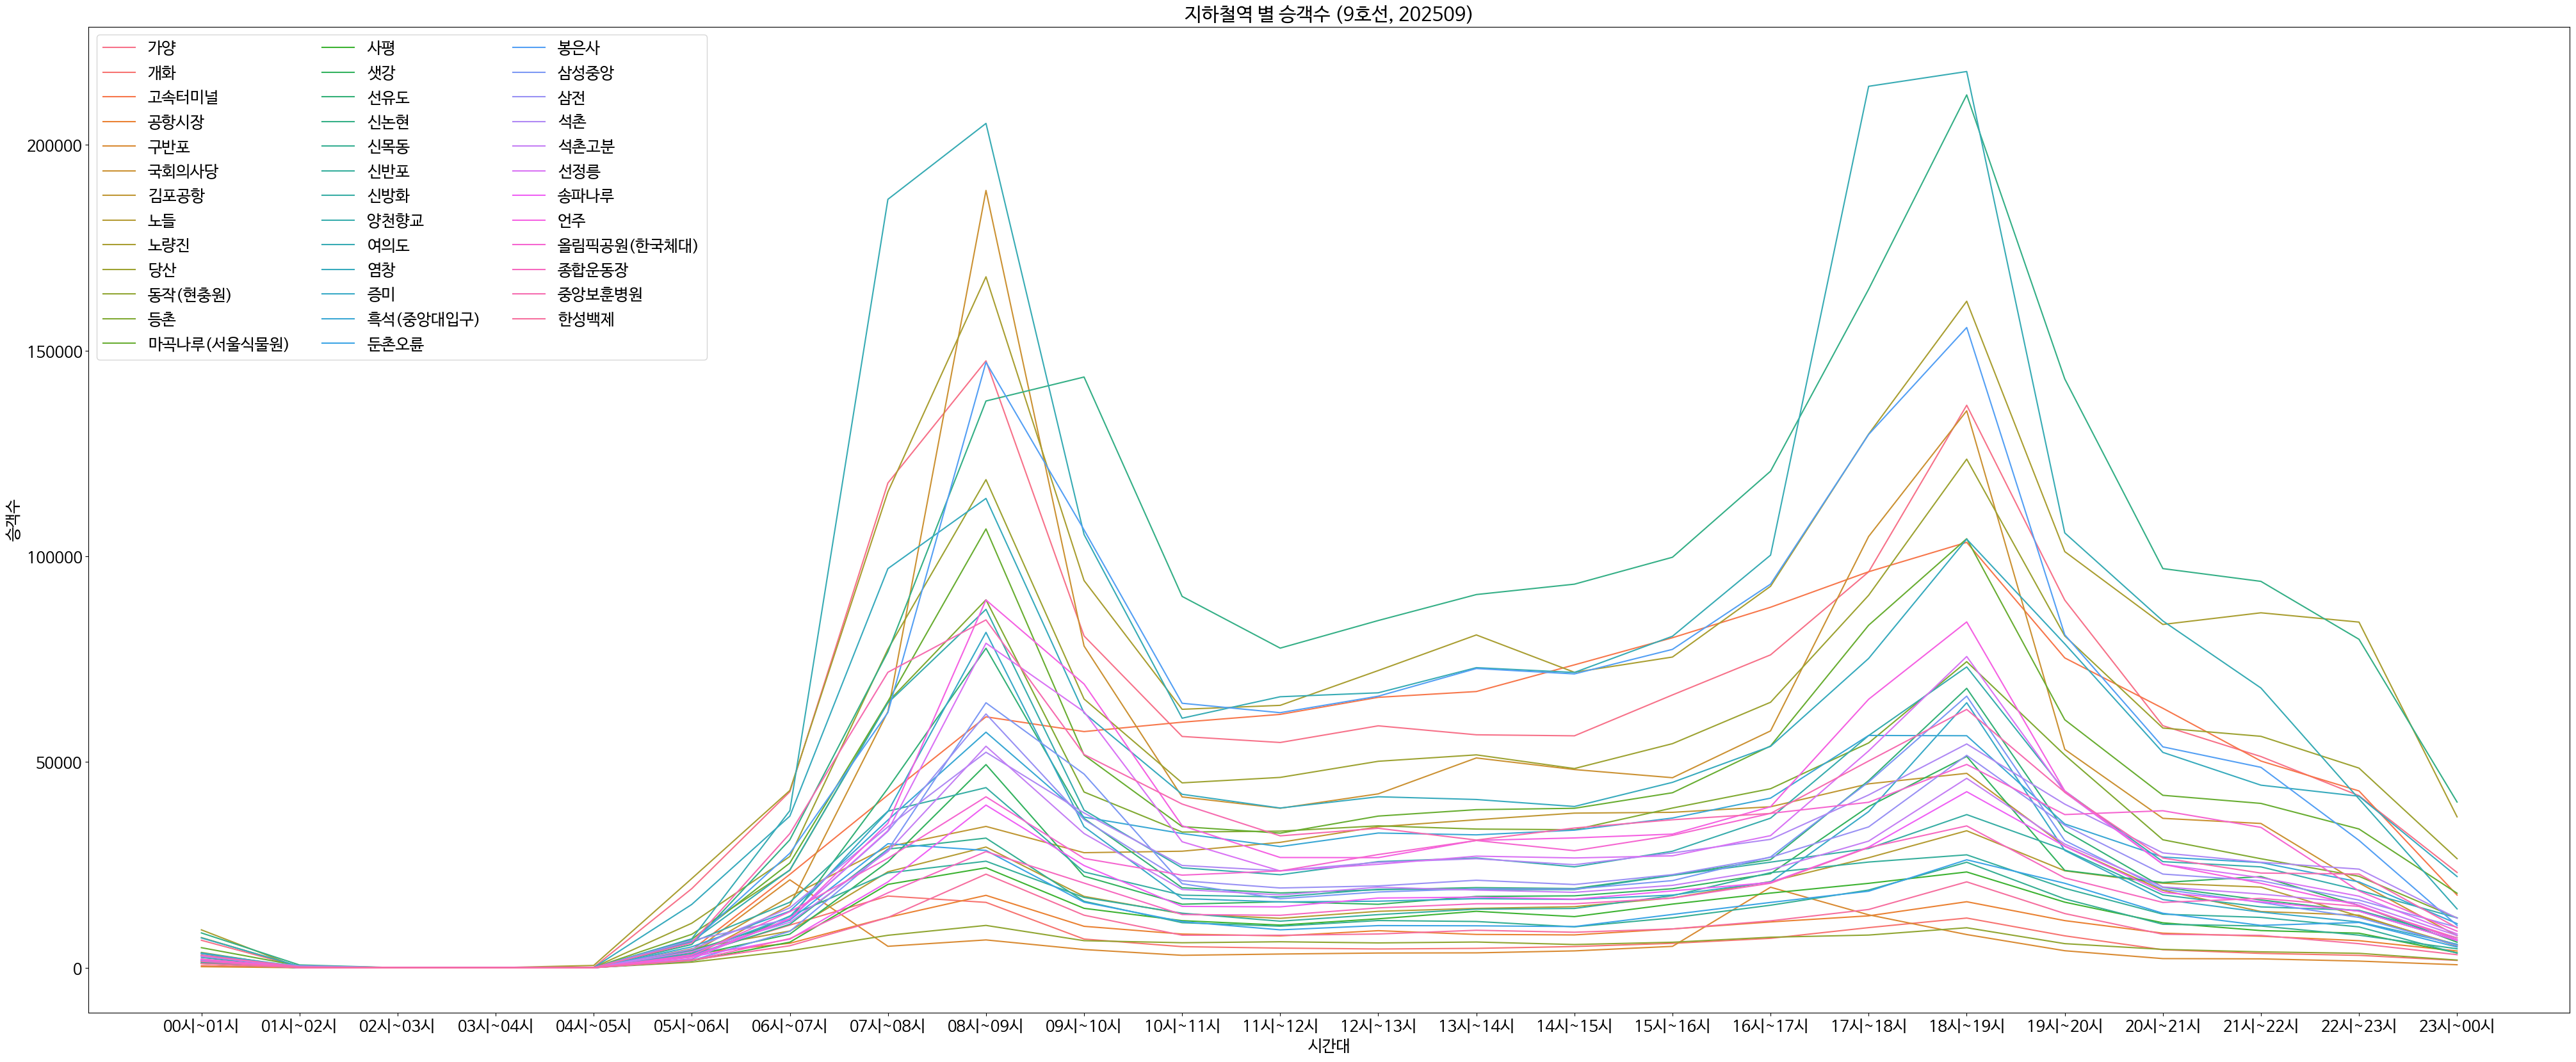 지하철역 별 승객수 (9호선, 202509)
가양
개화
고속터미널
공항시장
구반포
국회의사당
김포공항
노들
노량진
당산
동작(현충원)
등촌
마곡나루(서울식물원)
사평
샛강
선유도
신논현
신목동
신반포
신방화
양천향교
여의도
염창
증미
흑석(중앙대입구)
둔촌오륜
봉은사
삼성중앙
삼전
석촌
석촌고분
선정릉
송파나루
언주
올림픽공원(한국체대)
종합운동장
중앙보훈병원
한성백제
승객수
200000
150000
100000
50000
0
00시~01시 01시~02시 02시~03시 03시~04시 04시~05시 05시~06시 06시~07시 07시~08시 08시~09시 09시~10시 10시~11시 11시~12시 12시~13시 13시~14시 14시~15시 15시~16시 16시~17시 17시~18시 18시~19시 19시~20시 20시~21시 21시~22시 22시~23시 23시~00시
시간대